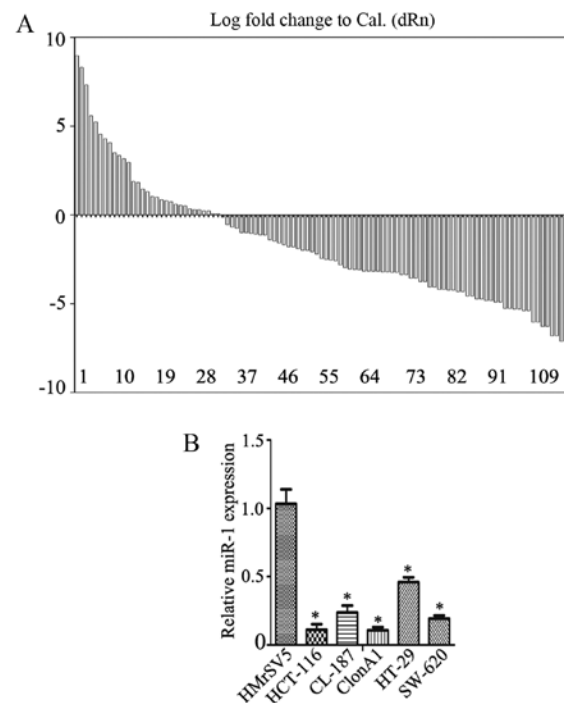 A
Log fold change to Cal. (dRn)
10
5
0
-5
-10
1 10 19 28 37 46 55 64 73 82 91 109
B
Relative miR-1 expression
1.5
1.0
0.5
0
* * * * *
HMrSV5 HCT-116 CL-187 ClonA1 HT-29 SW-620